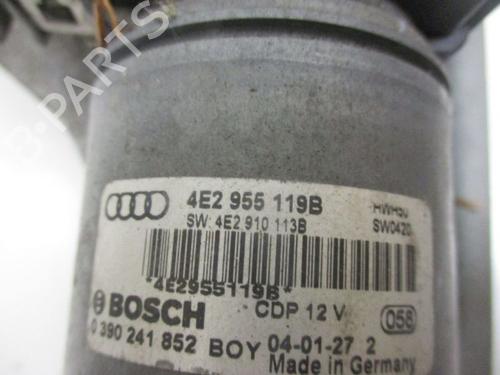 B-PARTS
4E2 955 119B
HWH50
SW: 4E2 910 113B
SW0420
*4E2955119B*
BOSCH CDP 12 V 058
0 390 241 852 BOY 04-01-27 2
Made in Germany